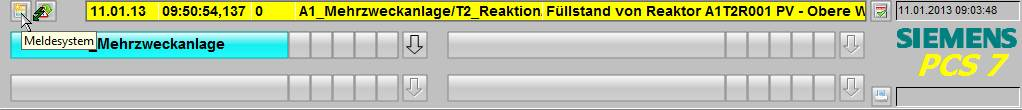 11.01.13 09:50:54,137 0 A1_Mehrzweckanlage/T2_Reaktion/ Füllstand von Reaktor A1T2R001 PV - Obere W
11.01.2013 09:03:48
Meldesystem
_Mehrzweckanlage
SIEMENS
PCS 7